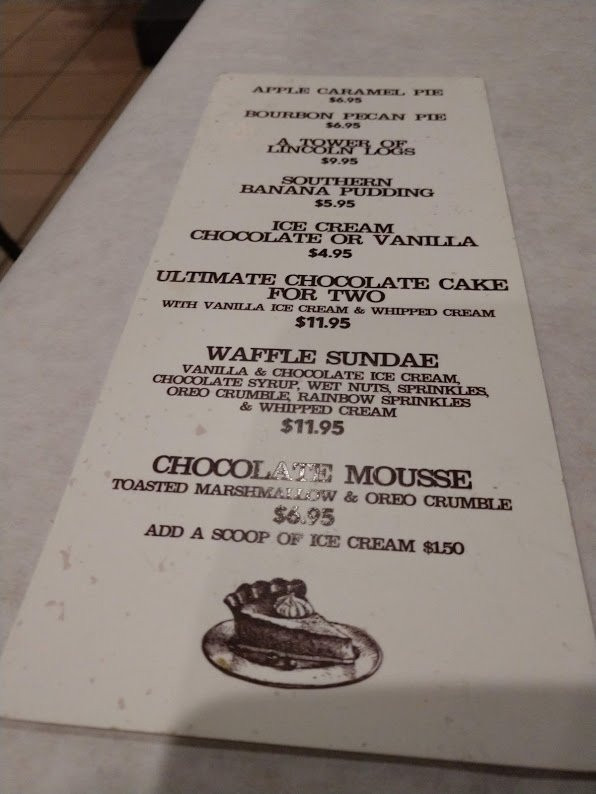 APPLE CARAMEL PIE
$6.95
BOURBON PECAN PIE
$6.95
A TOWER OF
LINCOLN LOGS
$9.95
SOUTHERN
BANANA PUDDING
$5.95
ICE CREAM
CHOCOLATE OR VANILLA
$4.95
ULTIMATE CHOCOLATE CAKE
FOR TWO
WITH VANILLA ICE CREAM & WHIPPED CREAM
$11.95
WAFFLE SUNDAE
VANILLA & CHOCOLATE ICE CREAM,
CHOCOLATE SYRUP, WET NUTS, SPRINKLES,
OREO CRUMBLE, RAINBOW SPRINKLES
& WHIPPED CREAM
$11.95
CHOCOLATE MOUSSE
TOASTED MARSHMALLOW & OREO CRUMBLE
$6.95
ADD A SCOOP OF ICE CREAM $1.50